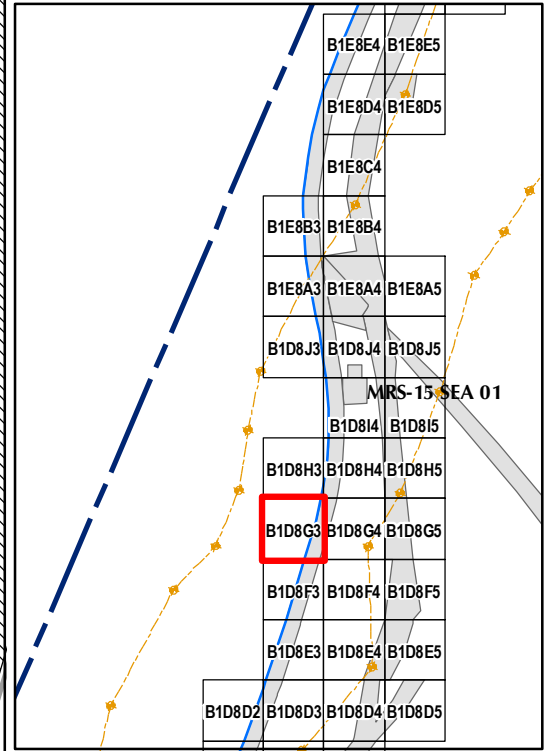 B1E8E4 B1E8E5
B1E8D4 B1E8D5
B1E8C4
B1E8B3 B1E8B4
B1E8A3 B1E8A4 B1E8A5
B1D8J3 B1D8J4 B1D8J5
MRS-15 SEA 01
B1D8I4 B1D8I5
B1D8H3 B1D8H4 B1D8H5
B1D8G3 B1D8G4 B1D8G5
B1D8F3 B1D8F4 B1D8F5
B1D8E3 B1D8E4 B1D8E5
B1D8D2 B1D8D3 B1D8D4 B1D8D5